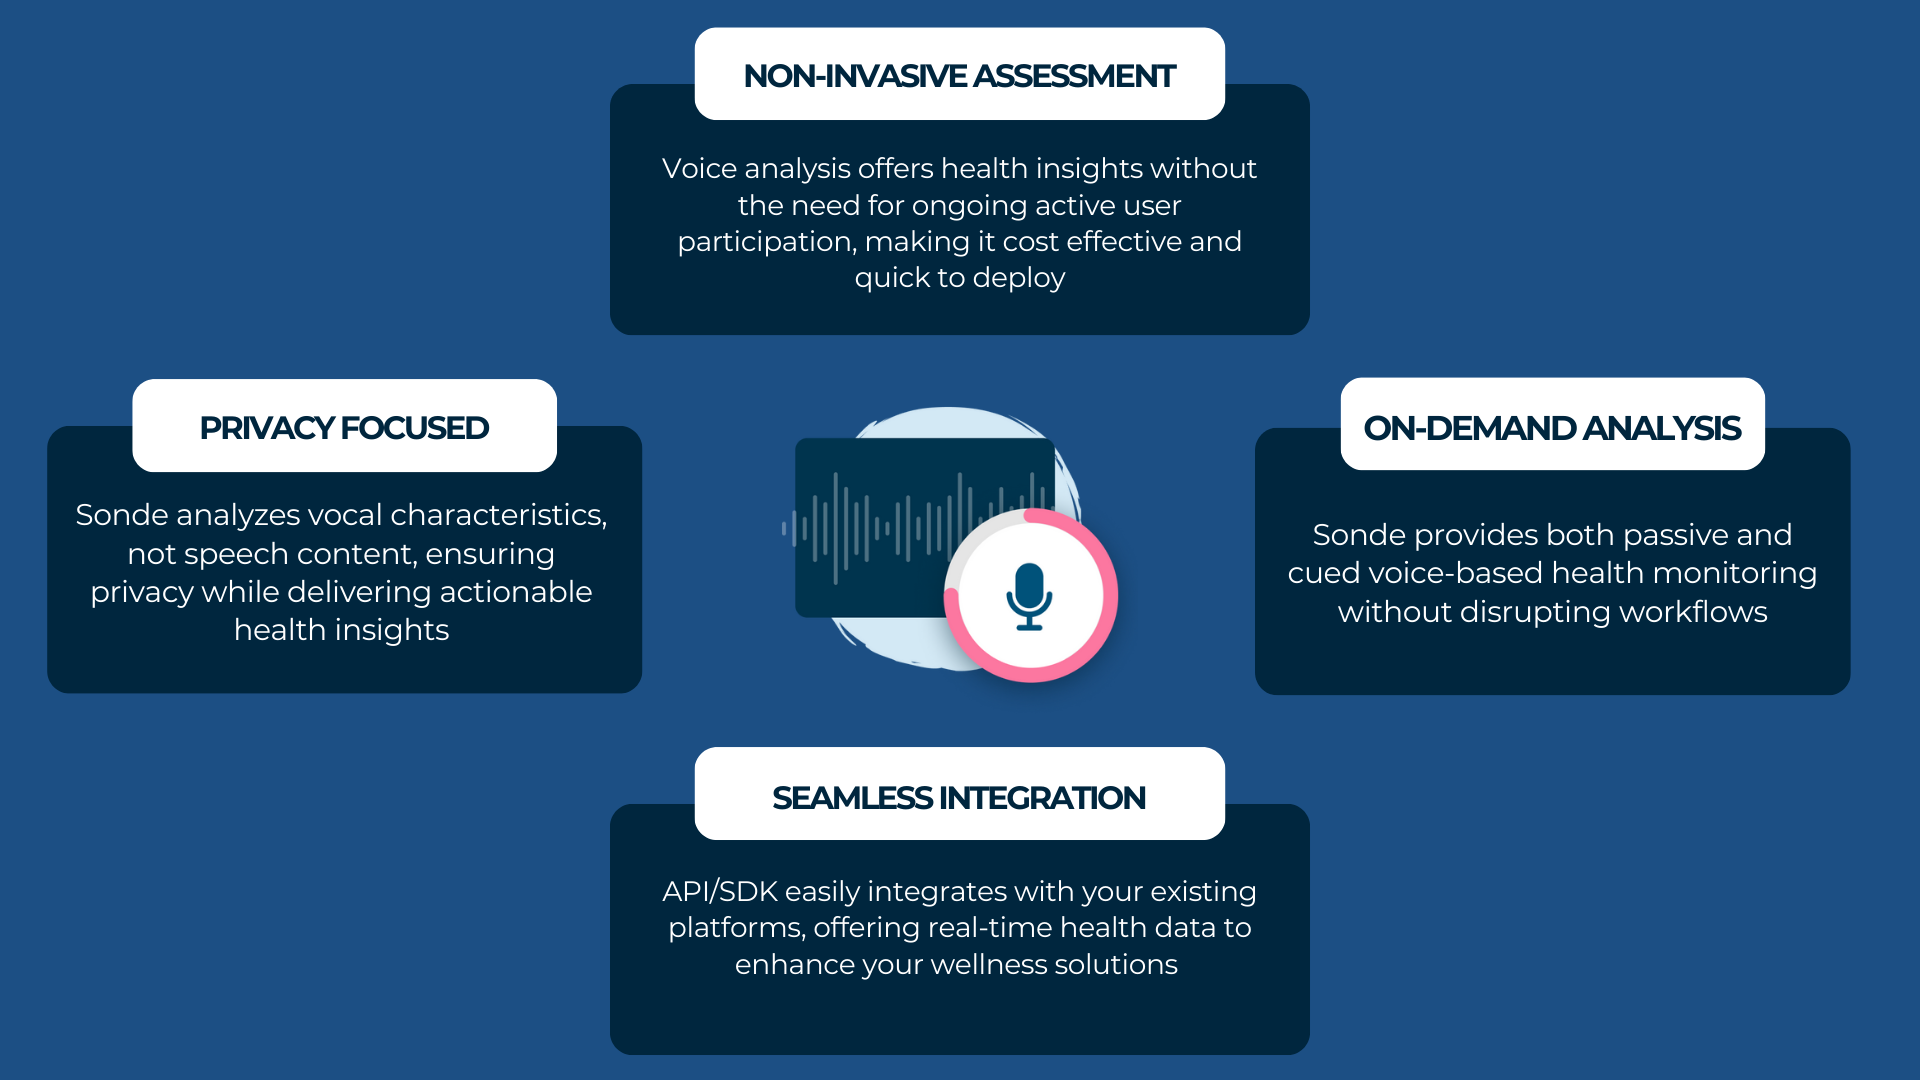 NON-INVASIVE ASSESSMENT
Voice analysis offers health insights without
the need for ongoing active user
participation, making it cost effective and
quick to deploy
PRIVACY FOCUSED
Sonde analyzes vocal characteristics,
not speech content, ensuring
privacy while delivering actionable
health insights
ON-DEMAND ANALYSIS
Sonde provides both passive and
cued voice-based health monitoring
without disrupting workflows
SEAMLESS INTEGRATION
API/SDK easily integrates with your existing
platforms, offering real-time health data to
enhance your wellness solutions